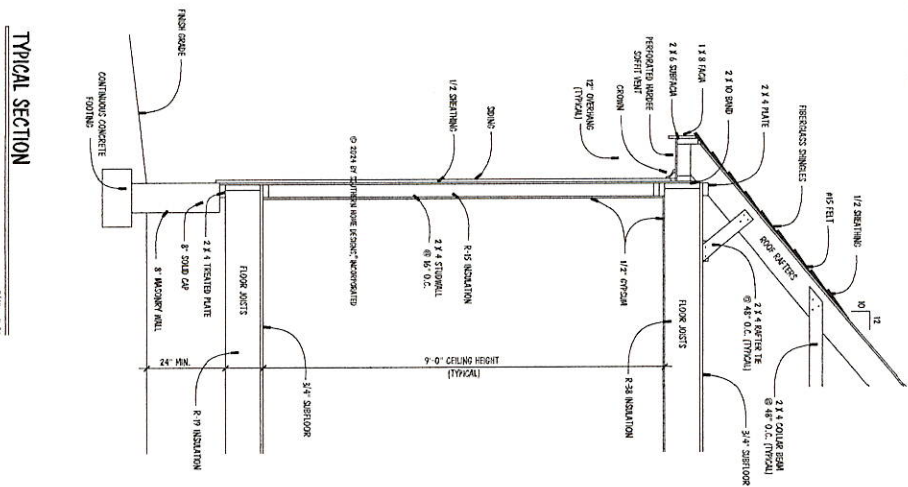 1/2 SHEATHING
#15 FELT
FIBERGLASS SHINGLES
2 X 4 PLATE
2 X 10 BAND
1 X 8 FACIA
2 X 6 SUBFACIA
PERFORATED HARDEE
SOFFIT VENT
CROWN
12" OVERHANG
(TYPICAL)
12
10
ROOF RAFTERS
2 X 4 COLLAR BEAM
@ 48" O.C. (TYPICAL)
2 X 4 RAFTER TIE
@ 48" O.C. (TYPICAL)
3/4" SUBFLOOR
FLOOR JOISTS
R-38 INSULATION
1/2" GYPSUM
SIDING
1/2 SHEATHING
R-15 INSULATION
2 X 4 STUDWALL
@ 16" O.C.
9'-0" CEILING HEIGHT
(TYPICAL)
© 2024 BY SOUTHERN HOME DESIGNS, INCORPORATED
3/4" SUBFLOOR
FLOOR JOISTS
2 X 4 TREATED PLATE
8" SOLID CAP
8" MASONRY WALL
24" MIN.
R-19 INSULATION
FINISH GRADE
CONTINUOUS CONCRETE
FOOTING
TYPICAL SECTION